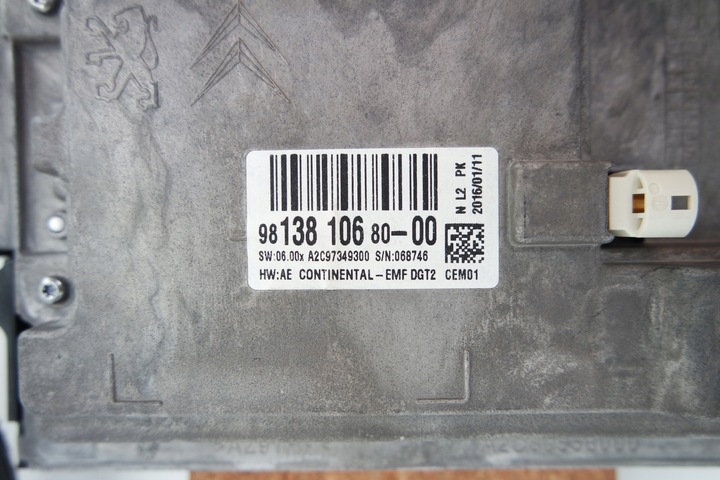 98 138 106 80-00
SW:06.00x A2C97349300 S/N:068746
HW:AE CONTINENTAL-EMF DGT2 CEM01
N L2 PK
2016/01/11